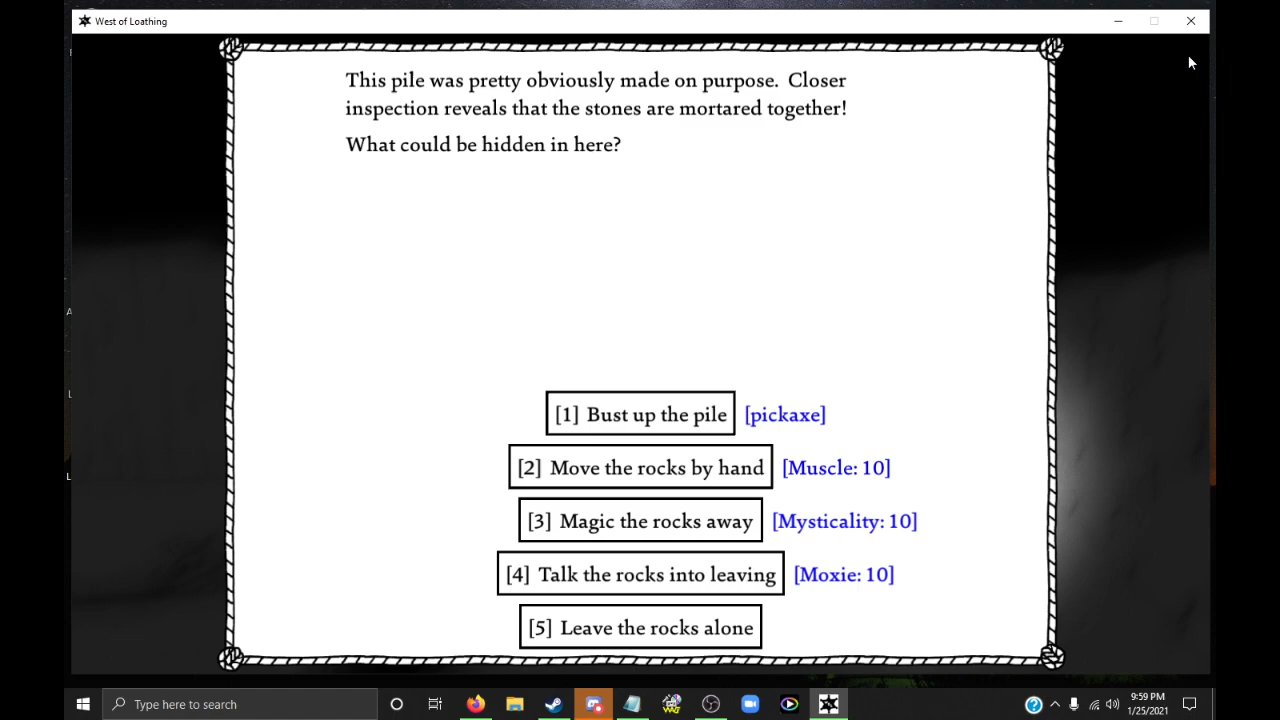 West of Loathing
This pile was pretty obviously made on purpose. Closer
inspection reveals that the stones are mortared together!
What could be hidden in here?
[1] Bust up the pile [pickaxe]
[2] Move the rocks by hand [Muscle: 10]
[3] Magic the rocks away [Mysticality: 10]
[4] Talk the rocks into leaving [Moxie: 10]
[5] Leave the rocks alone
Type here to search
9:59 PM
1/25/2021